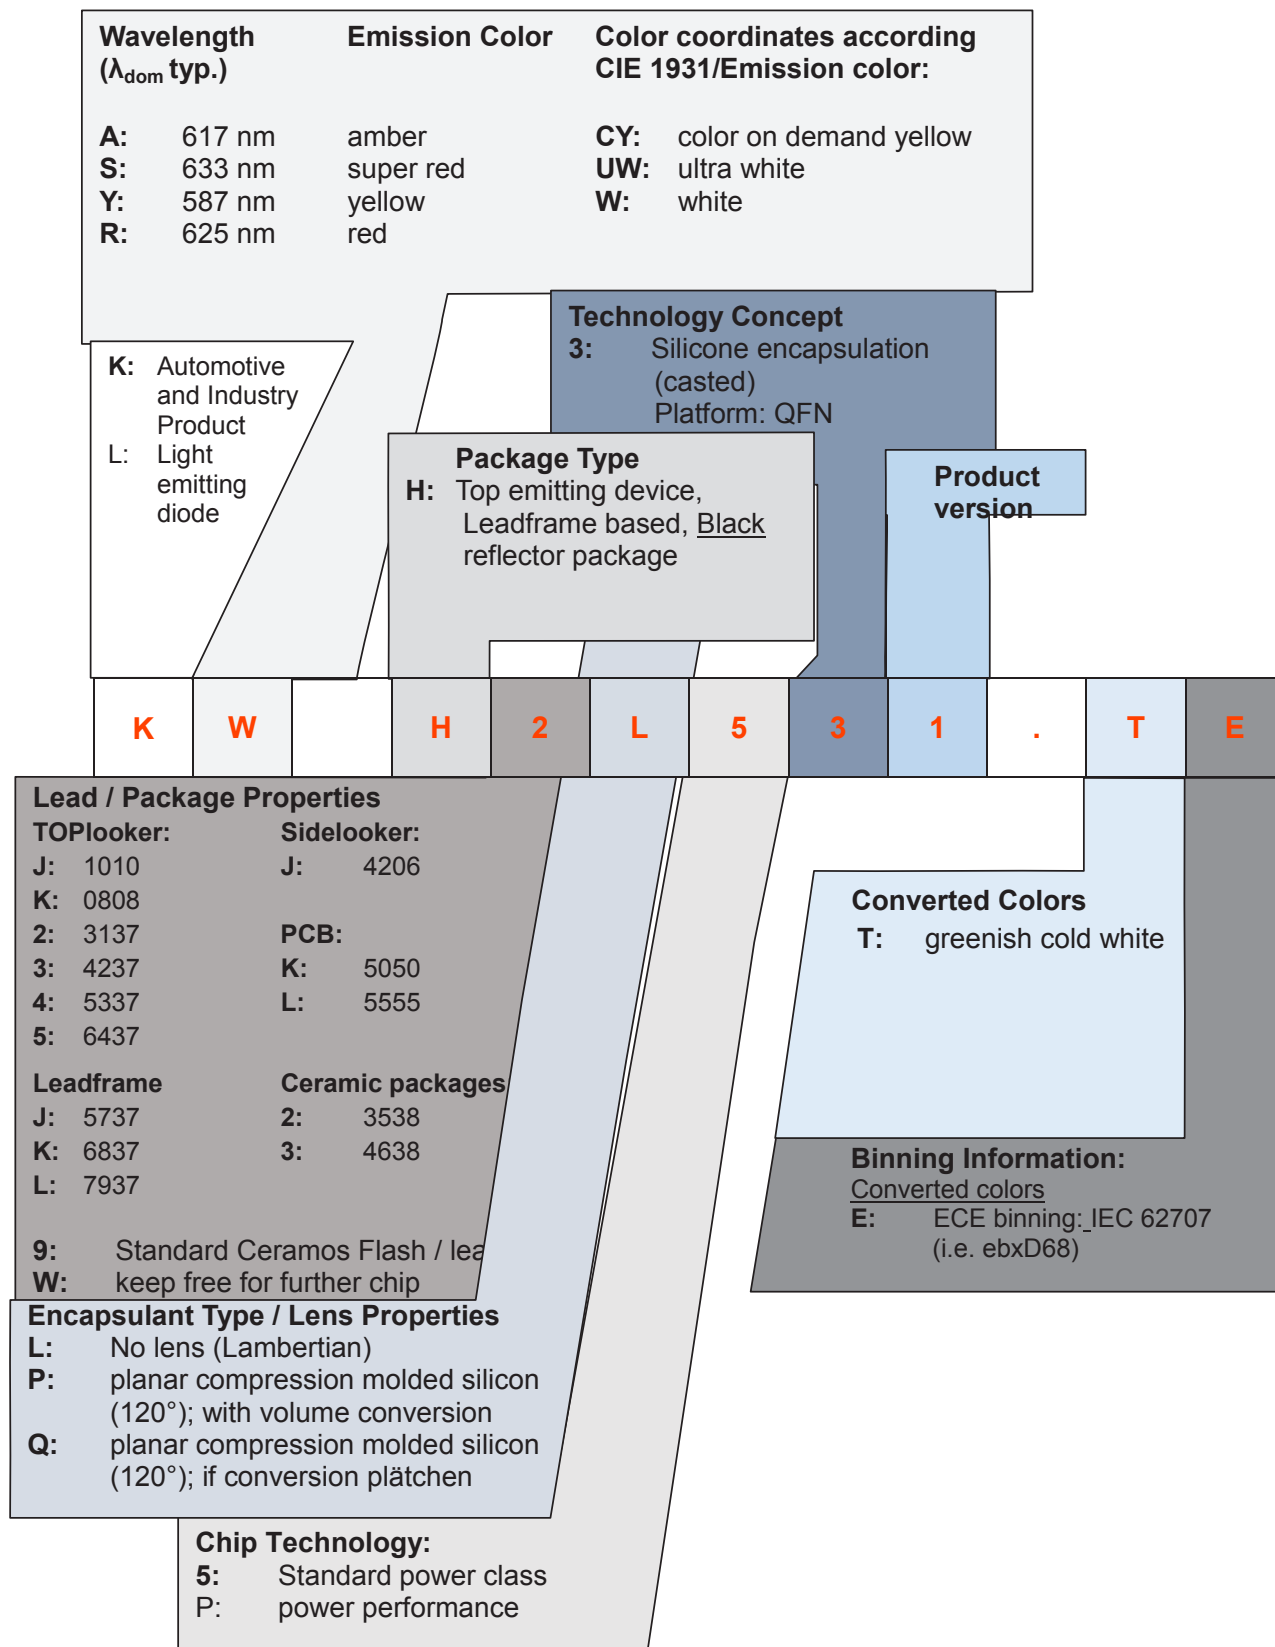 Wavelength Emission Color Color coordinates according
(λdom typ.) CIE 1931/Emission color:
A: 617 nm amber CY: color on demand yellow
S: 633 nm super red UW: ultra white
Y: 587 nm yellow W: white
R: 625 nm red
K: Automotive
and Industry
Product
L: Light
emitting
diode
Technology Concept
3: Silicone encapsulation
(casted)
Platform: QFN
Package Type
H: Top emitting device,
Leadframe based, Black
reflector package
Product
version
K W H 2 L 5 3 1 . T E
Lead / Package Properties
TOPlooker: Sidelooker:
J: 1010 J: 4206
K: 0808
2: 3137 PCB:
3: 4237 K: 5050
4: 5337 L: 5555
5: 6437
Leadframe Ceramic packages
J: 5737 2: 3538
K: 6837 3: 4638
L: 7937
9: Standard Ceramos Flash / lea
W: keep free for further chip
Encapsulant Type / Lens Properties
L: No lens (Lambertian)
P: planar compression molded silicon
(120°); with volume conversion
Q: planar compression molded silicon
(120°); if conversion plätchen
Chip Technology:
5: Standard power class
P: power performance
Converted Colors
T: greenish cold white
Binning Information:
Converted colors
E: ECE binning: IEC 62707
(i.e. ebxD68)